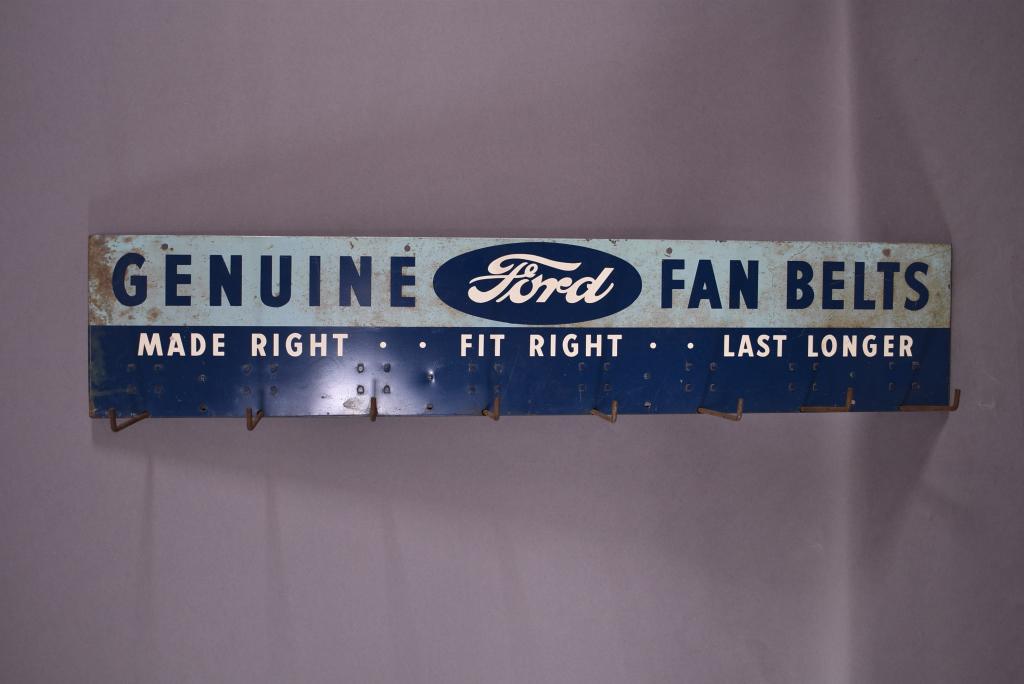 GENUINE Ford FAN BELTS
MADE RIGHT · · FIT RIGHT · · LAST LONGER